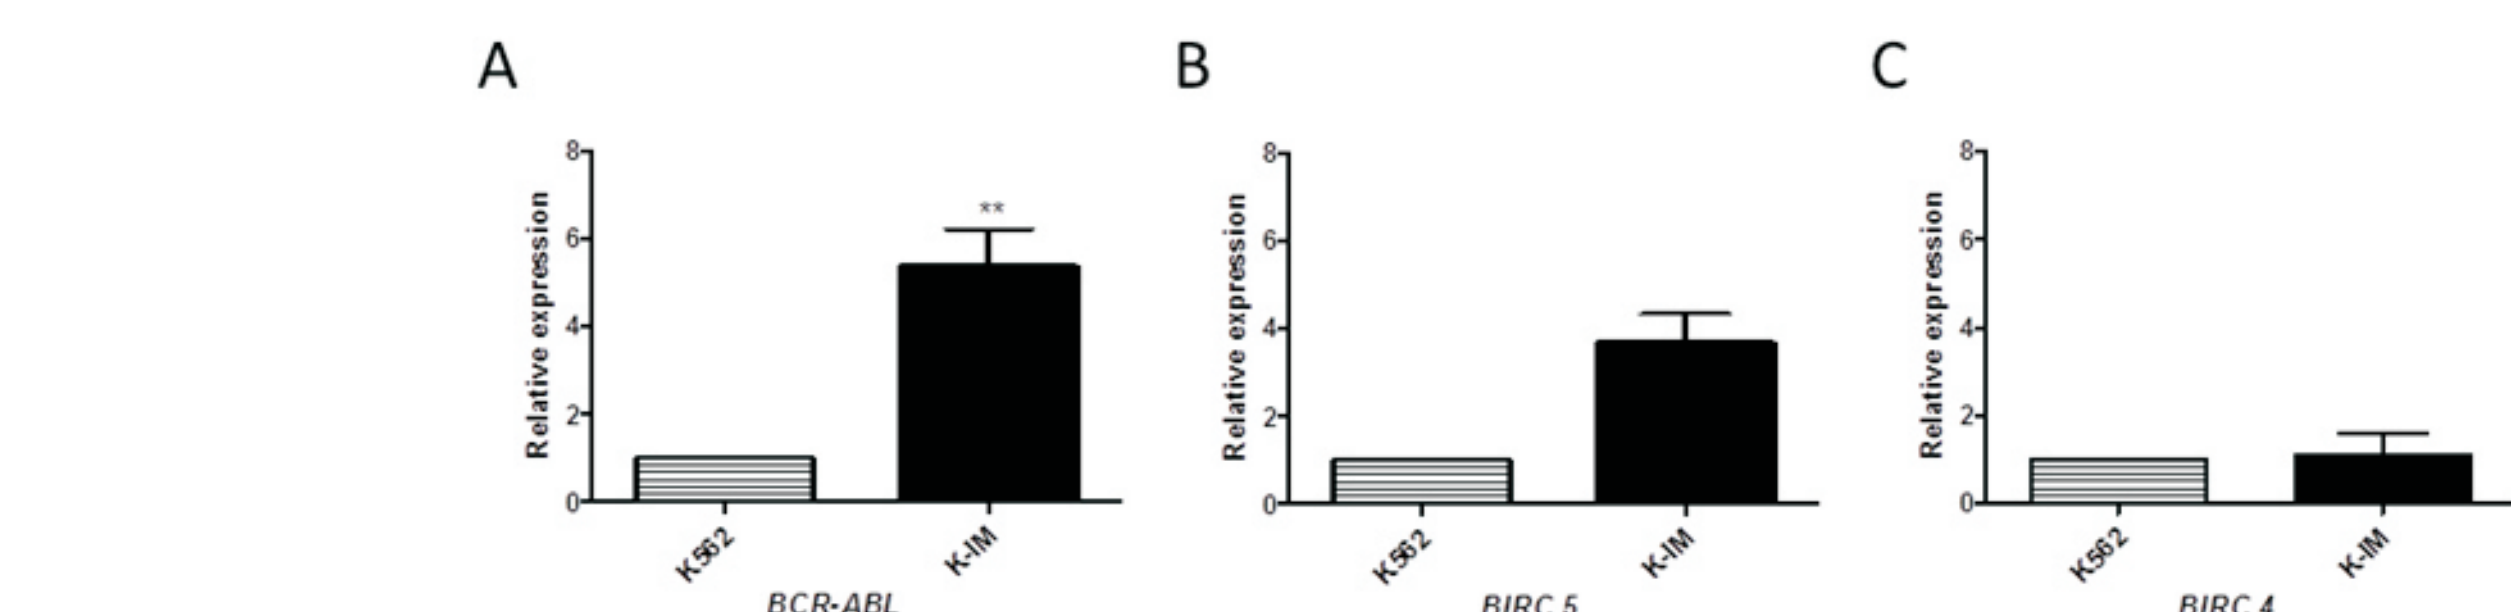 A
B
C
Relative expression
8
6
4
2
0
**
K562
K-IM
BCR-ABL
Relative expression
8
6
4
2
0
K562
K-IM
BIRC 5
Relative expression
8
6
4
2
0
K562
K-IM
BIRC 4